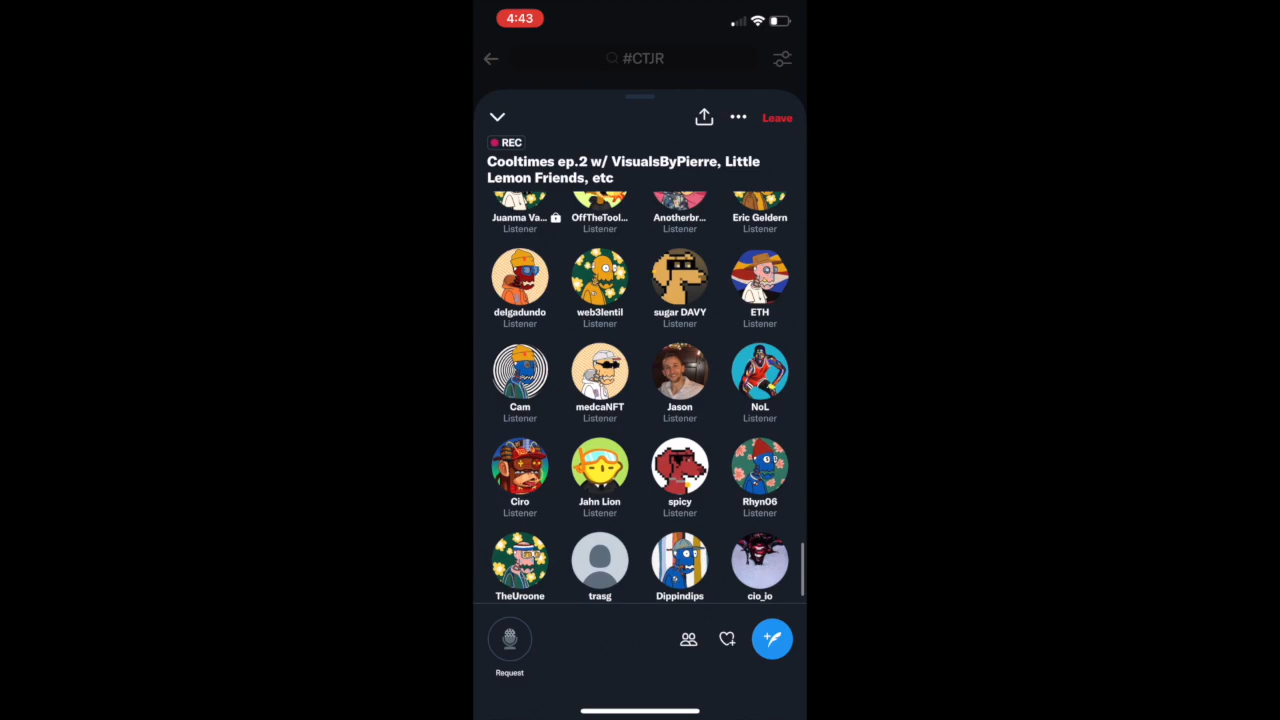 4:43
#CTJR
Leave
REC
Cooltimes ep.2 w/ VisualsByPierre, Little
Lemon Friends, etc
Juanma Va... OffTheTool... Anotherbr... Eric Geldern
Listener Listener Listener Listener
delgadundo web3lentil sugar DAVY ETH
Listener Listener Listener Listener
Cam medcaNFT Jason NoL
Listener Listener Listener Listener
Ciro Jahn Lion spicy Rhyn06
Listener Listener Listener Listener
TheUroone trasg Dippindips cio_io
Request